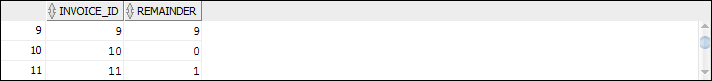 INVOICE_ID REMAINDER
9 9 9
10 10 0
11 11 1